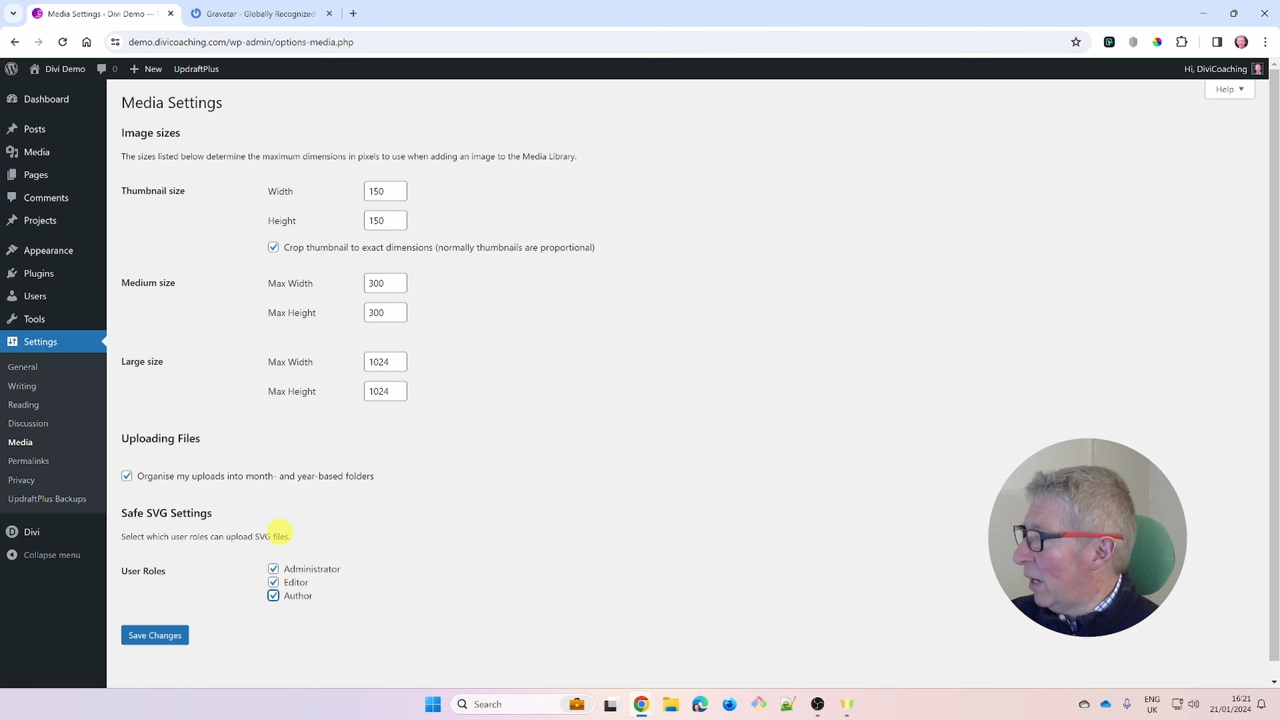 Media Settings ‹ Divi Demo —
Gravatar - Globally Recognized
demo.divicoaching.com/wp-admin/options-media.php
Divi Demo
0
New
UpdraftPlus
Hi, DiviCoaching
Help
Dashboard
Posts
Media
Pages
Comments
Projects
Appearance
Plugins
Users
Tools
Settings
General
Writing
Reading
Discussion
Media
Permalinks
Privacy
UpdraftPlus Backups
Divi
Collapse menu
Media Settings
Image sizes
The sizes listed below determine the maximum dimensions in pixels to use when adding an image to the Media Library.
Thumbnail size
Width 150
Height 150
Crop thumbnail to exact dimensions (normally thumbnails are proportional)
Medium size
Max Width 300
Max Height 300
Large size
Max Width 1024
Max Height 1024
Uploading Files
Organise my uploads into month- and year-based folders
Safe SVG Settings
Select which user roles can upload SVG files.
User Roles
Administrator
Editor
Author
Save Changes
Search
ENG
UK
16:21
21/01/2024